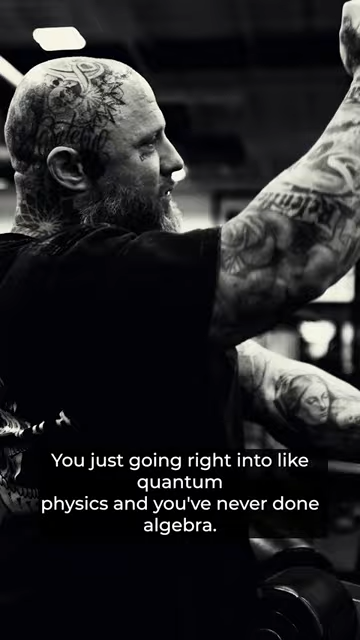 You just going right into like
quantum
physics and you've never done
algebra.